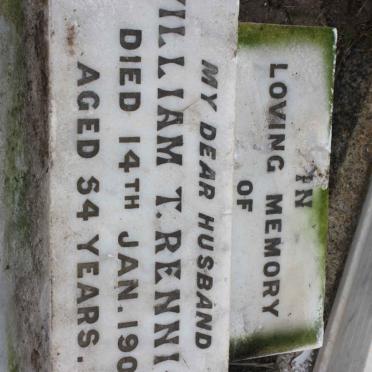 IN
LOVING MEMORY
OF
MY DEAR HUSBAND
WILLIAM T. RENNI
DIED 14TH JAN. 190
AGED 54 YEARS.